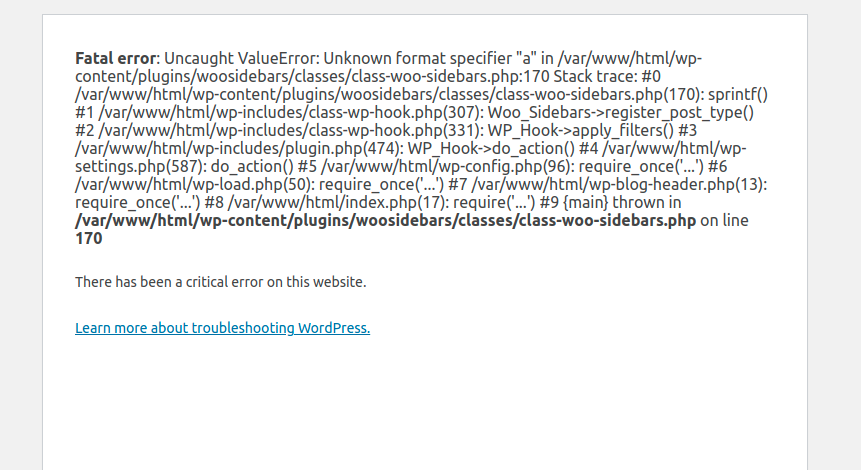 Fatal error: Uncaught ValueError: Unknown format specifier "a" in /var/www/html/wp-
content/plugins/woosidebars/classes/class-woo-sidebars.php:170 Stack trace: #0
/var/www/html/wp-content/plugins/woosidebars/classes/class-woo-sidebars.php(170): sprintf()
#1 /var/www/html/wp-includes/class-wp-hook.php(307): Woo_Sidebars->register_post_type()
#2 /var/www/html/wp-includes/class-wp-hook.php(331): WP_Hook->apply_filters() #3
/var/www/html/wp-includes/plugin.php(474): WP_Hook->do_action() #4 /var/www/html/wp-
settings.php(587): do_action() #5 /var/www/html/wp-config.php(96): require_once('...') #6
/var/www/html/wp-load.php(50): require_once('...') #7 /var/www/html/wp-blog-header.php(13):
require_once('...') #8 /var/www/html/index.php(17): require('...') #9 {main} thrown in
/var/www/html/wp-content/plugins/woosidebars/classes/class-woo-sidebars.php on line
170
There has been a critical error on this website.
Learn more about troubleshooting WordPress.